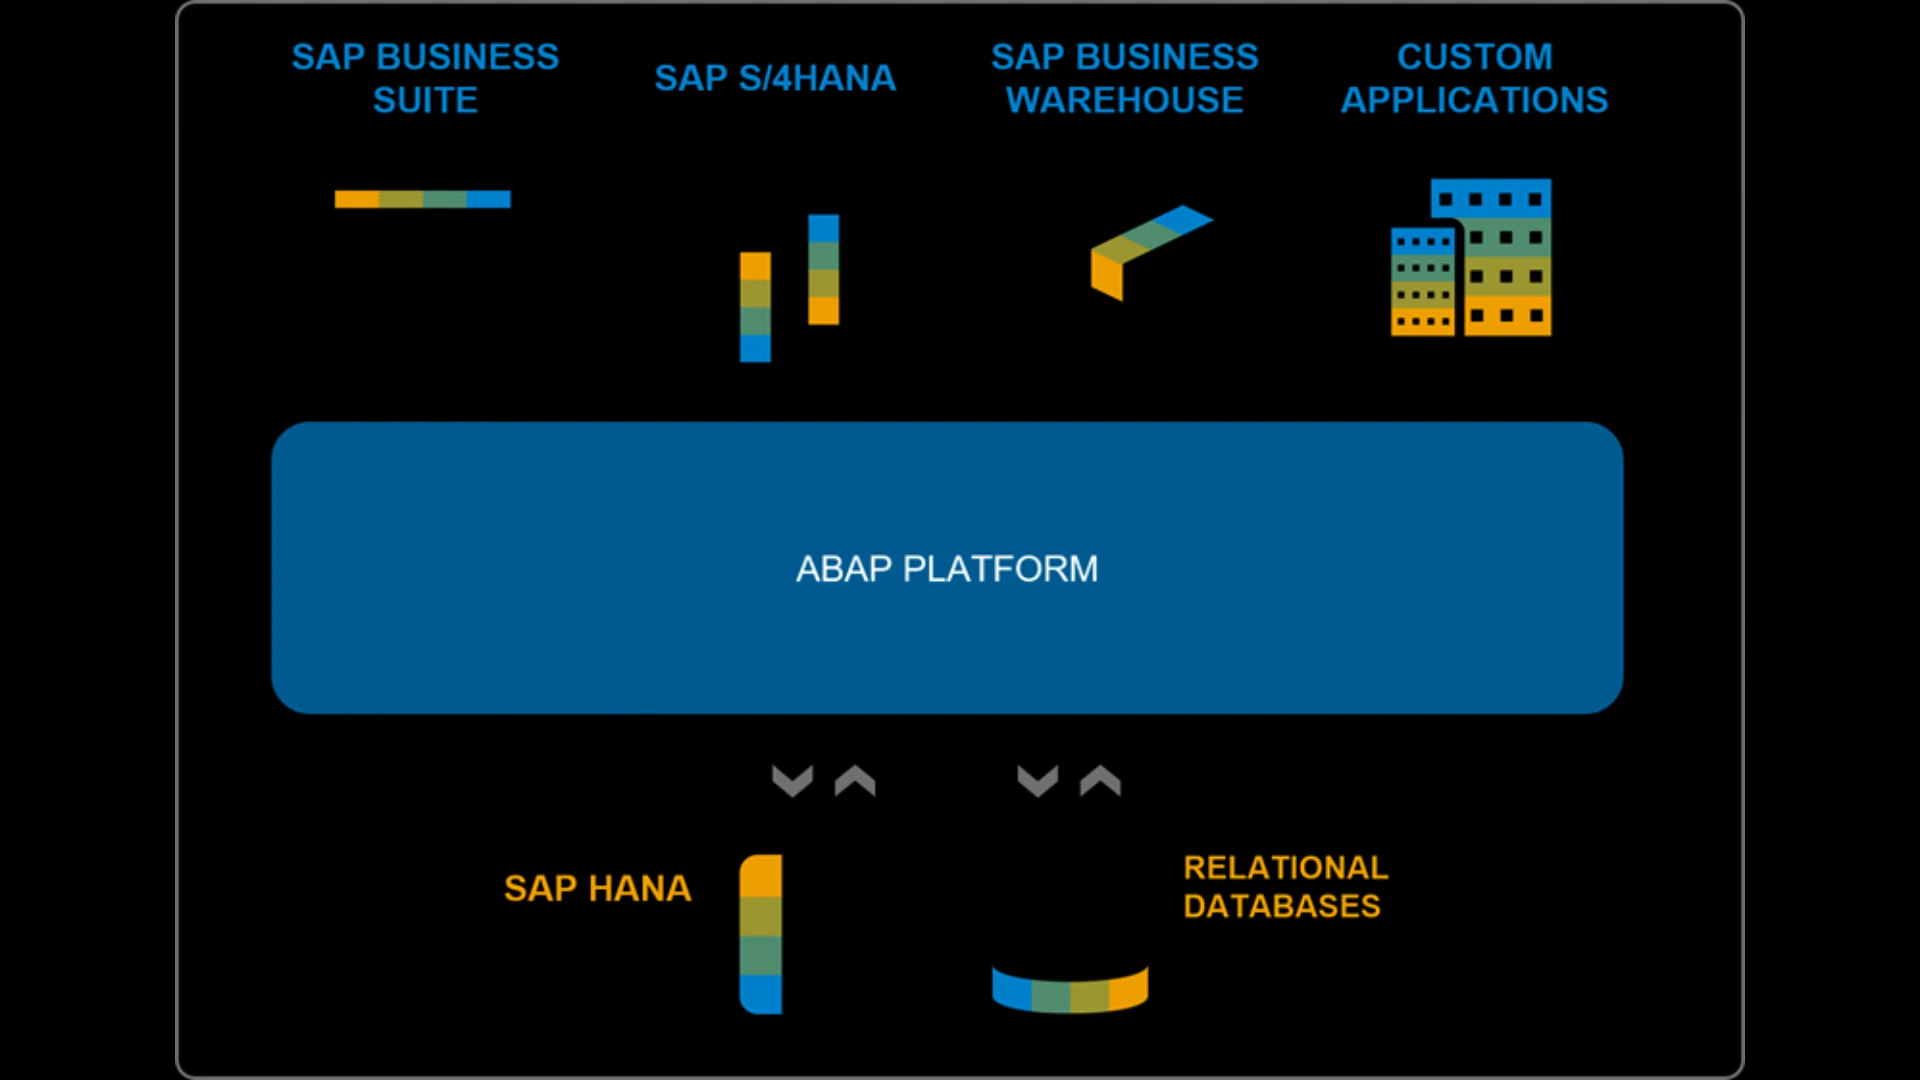 SAP BUSINESS
SUITE
SAP S/4HANA
SAP BUSINESS
WAREHOUSE
CUSTOM
APPLICATIONS
ABAP PLATFORM
SAP HANA
RELATIONAL
DATABASES